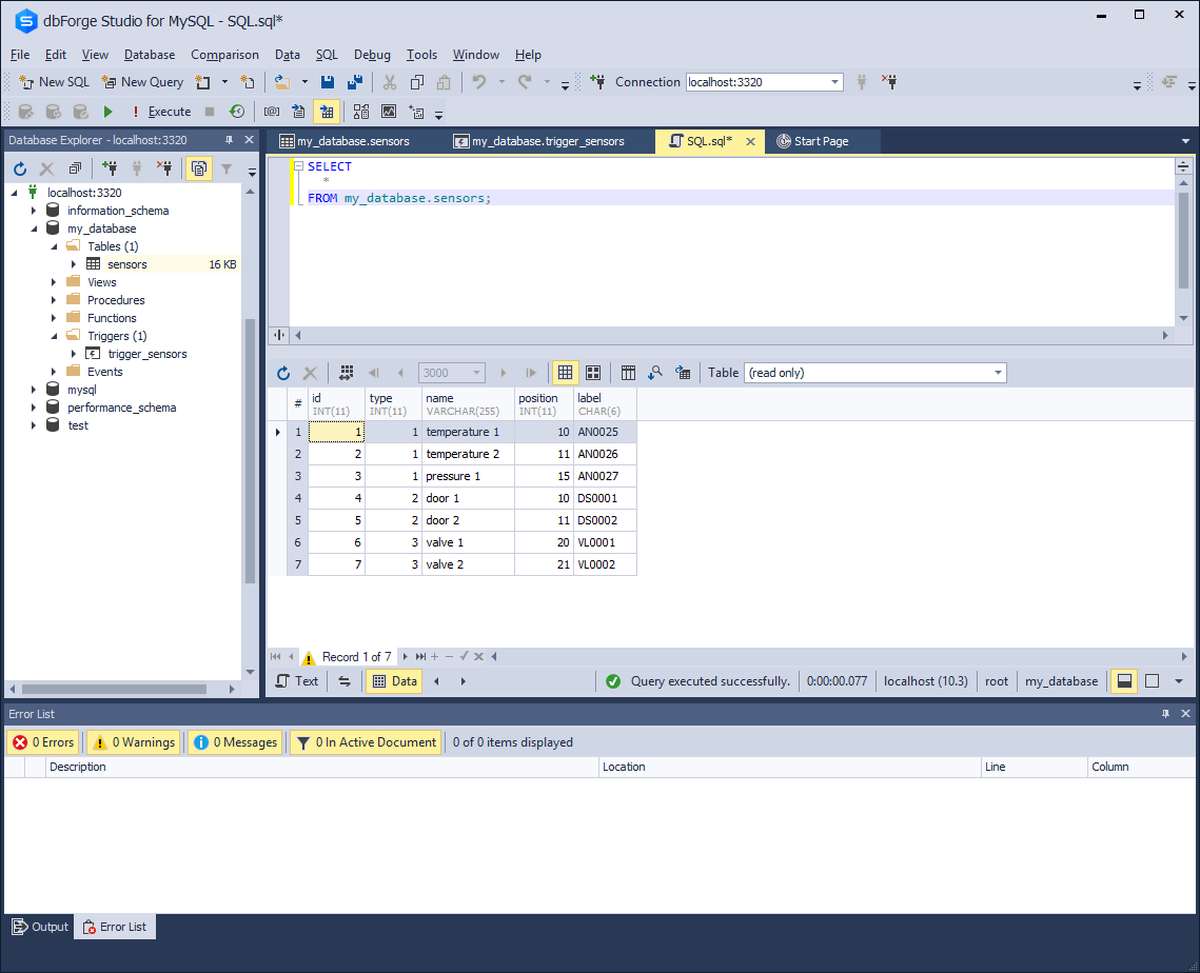 dbForge Studio for MySQL - SQL.sql*
File Edit View Database Comparison Data SQL Debug Tools Window Help
New SQL New Query Connection localhost:3320
Execute
Database Explorer - localhost:3320
my_database.sensors my_database.trigger_sensors SQL.sql* Start Page
localhost:3320
information_schema
my_database
Tables (1)
sensors 16 KB
Views
Procedures
Functions
Triggers (1)
trigger_sensors
Events
mysql
performance_schema
test
SELECT
*
FROM my_database.sensors;
3000 Table (read only)
# id type name position label
INT(11) INT(11) VARCHAR(255) INT(11) CHAR(6)
1 1 1 temperature 1 10 AN0025
2 2 1 temperature 2 11 AN0026
3 3 1 pressure 1 15 AN0027
4 4 2 door 1 10 DS0001
5 5 2 door 2 11 DS0002
6 6 3 valve 1 20 VL0001
7 7 3 valve 2 21 VL0002
Record 1 of 7
Text Data Query executed successfully. 0:00:00.077 localhost (10.3) root my_database
Error List
0 Errors 0 Warnings 0 Messages 0 In Active Document 0 of 0 items displayed
Description Location Line Column
Output Error List